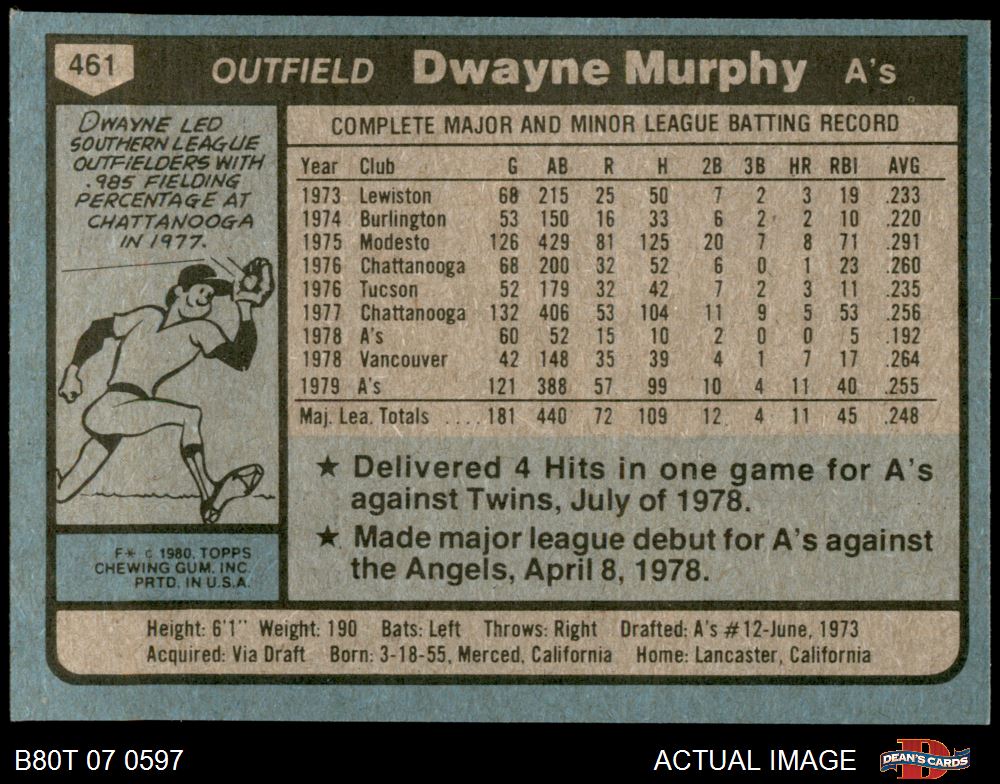 461 OUTFIELD Dwayne Murphy A's
DWAYNE LED
SOUTHERN LEAGUE
OUTFIELDERS WITH
.985 FIELDING
PERCENTAGE AT
CHATTANOOGA
IN 1977.
COMPLETE MAJOR AND MINOR LEAGUE BATTING RECORD
Year Club G AB R H 2B 3B HR RBI AVG
1973 Lewiston 68 215 25 50 7 2 3 19 .233
1974 Burlington 53 150 16 33 6 2 2 10 .220
1975 Modesto 126 429 81 125 20 7 8 71 .291
1976 Chattanooga 68 200 32 52 6 0 1 23 .260
1976 Tucson 52 179 32 42 7 2 3 11 .235
1977 Chattanooga 132 406 53 104 11 9 5 53 .256
1978 A's 60 52 15 10 2 0 0 5 .192
1978 Vancouver 42 148 35 39 4 1 7 17 .264
1979 A's 121 388 57 99 10 4 11 40 .255
Maj. Lea. Totals .... 181 440 72 109 12 4 11 45 .248
★ Delivered 4 Hits in one game for A's
against Twins, July of 1978.
★ Made major league debut for A's against
the Angels, April 8, 1978.
F* © 1980, TOPPS
CHEWING GUM, INC.
PRTD. IN U.S.A.
Height: 6'1" Weight: 190 Bats: Left Throws: Right Drafted: A's #12-June, 1973
Acquired: Via Draft Born: 3-18-55, Merced, California Home: Lancaster, California
B80T 07 0597 ACTUAL IMAGE DEAN'S CARDS